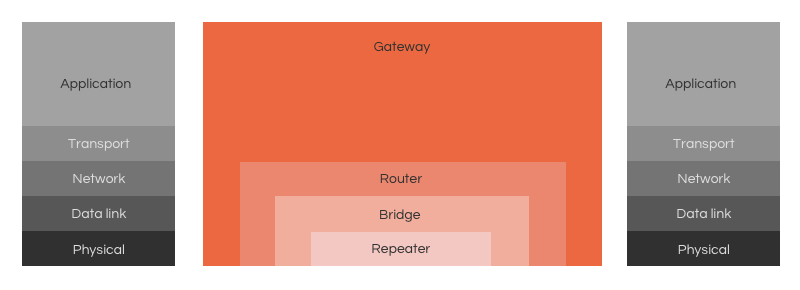 Application
Transport
Network
Data link
Physical
Gateway
Router
Bridge
Repeater
Application
Transport
Network
Data link
Physical